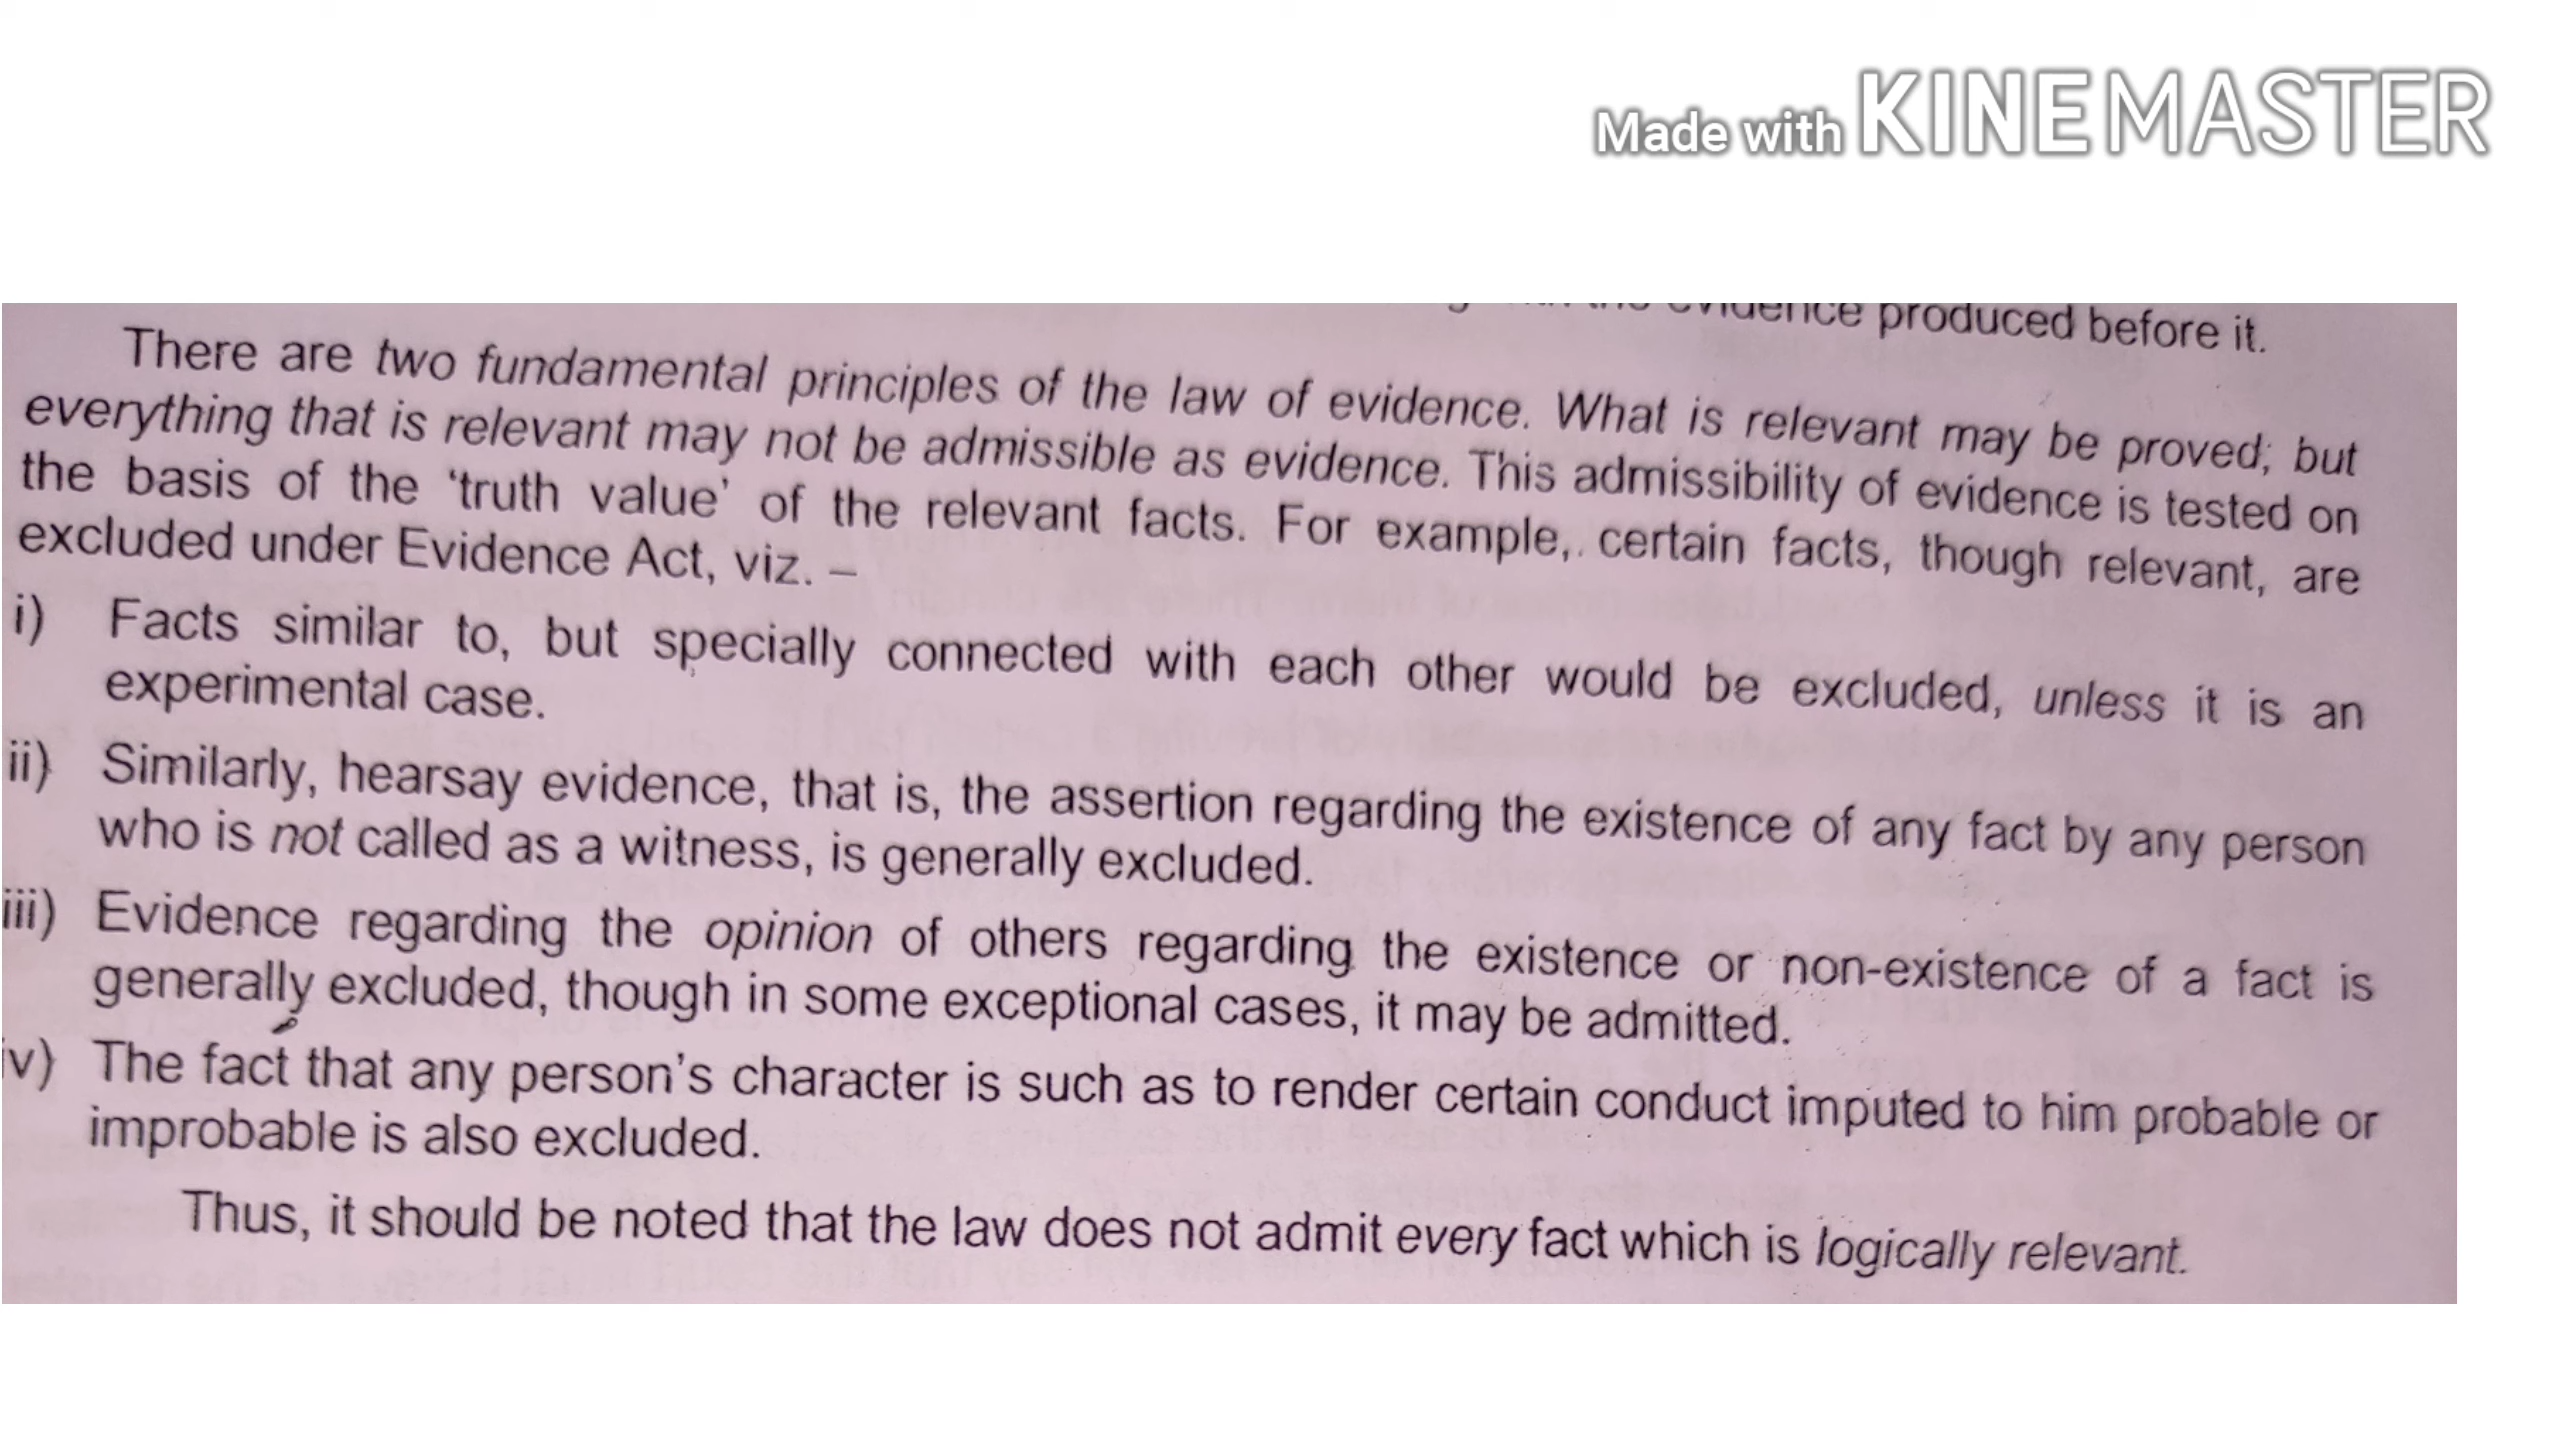 Made with KINEMASTER
evidence produced before it.
There are two fundamental principles of the law of evidence. What is relevant may be proved; but
everything that is relevant may not be admissible as evidence. This admissibility of evidence is tested on
the basis of the ‘truth value’ of the relevant facts. For example, certain facts, though relevant, are
excluded under Evidence Act, viz. –
i) Facts similar to, but specially connected with each other would be excluded, unless it is an
experimental case.
ii) Similarly, hearsay evidence, that is, the assertion regarding the existence of any fact by any person
who is not called as a witness, is generally excluded.
iii) Evidence regarding the opinion of others regarding the existence or non-existence of a fact is
generally excluded, though in some exceptional cases, it may be admitted.
iv) The fact that any person's character is such as to render certain conduct imputed to him probable or
improbable is also excluded.
Thus, it should be noted that the law does not admit every fact which is logically relevant.